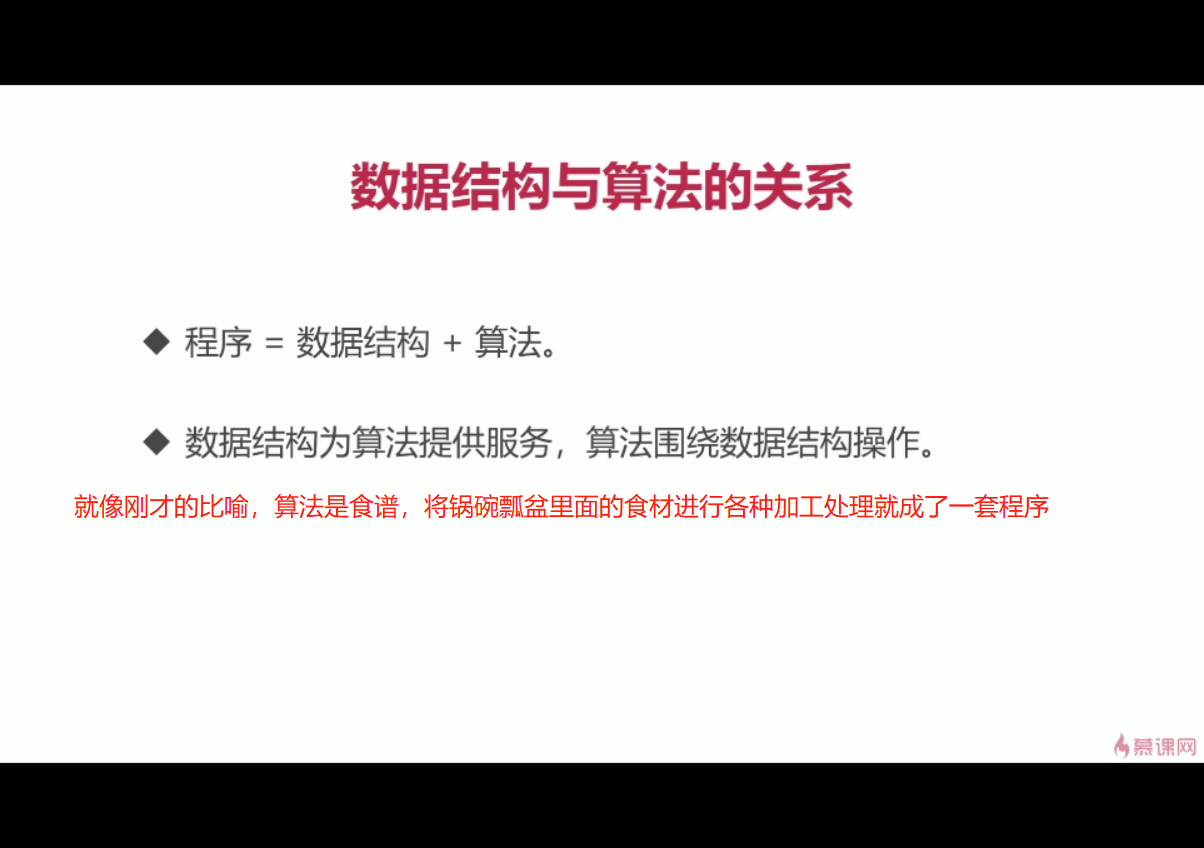 数据结构与算法的关系
◆ 程序 = 数据结构 + 算法。
◆ 数据结构为算法提供服务，算法围绕数据结构操作。
就像刚才的比喻，算法是食谱，将锅碗瓢盆里面的食材进行各种加工处理就成了一套程序
慕课网